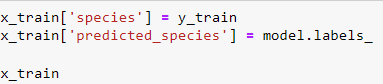 x_train['species'] = y_train
x_train['predicted_species'] = model.labels_
x_train